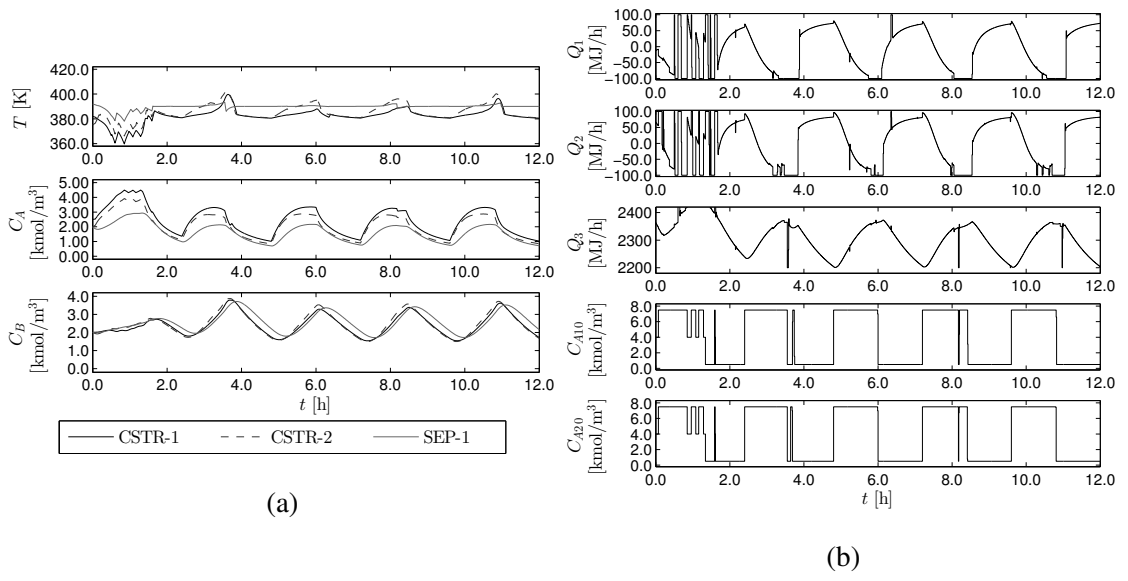 420.0
400.0
380.0
360.0
T [K]
0.0 2.0 4.0 6.0 8.0 10.0 12.0
5.00
4.00
3.00
2.00
1.00
0.00
C_A
[kmol/m³]
0.0 2.0 4.0 6.0 8.0 10.0 12.0
4.0
3.0
2.0
1.0
0.0
C_B
[kmol/m³]
0.0 2.0 4.0 6.0 8.0 10.0 12.0
t [h]
CSTR-1 CSTR-2 SEP-1
(a)
100.0
50.0
0.0
−50.0
−100.0
Q_1
[MJ/h]
0.0 2.0 4.0 6.0 8.0 10.0 12.0
100.0
50.0
0.0
−50.0
−100.0
Q_2
[MJ/h]
0.0 2.0 4.0 6.0 8.0 10.0 12.0
2400
2300
2200
Q_3
[MJ/h]
0.0 2.0 4.0 6.0 8.0 10.0 12.0
8.0
6.0
4.0
2.0
0.0
C_A10
[kmol/m³]
0.0 2.0 4.0 6.0 8.0 10.0 12.0
8.0
6.0
4.0
2.0
0.0
C_A20
[kmol/m³]
0.0 2.0 4.0 6.0 8.0 10.0 12.0
t [h]
(b)